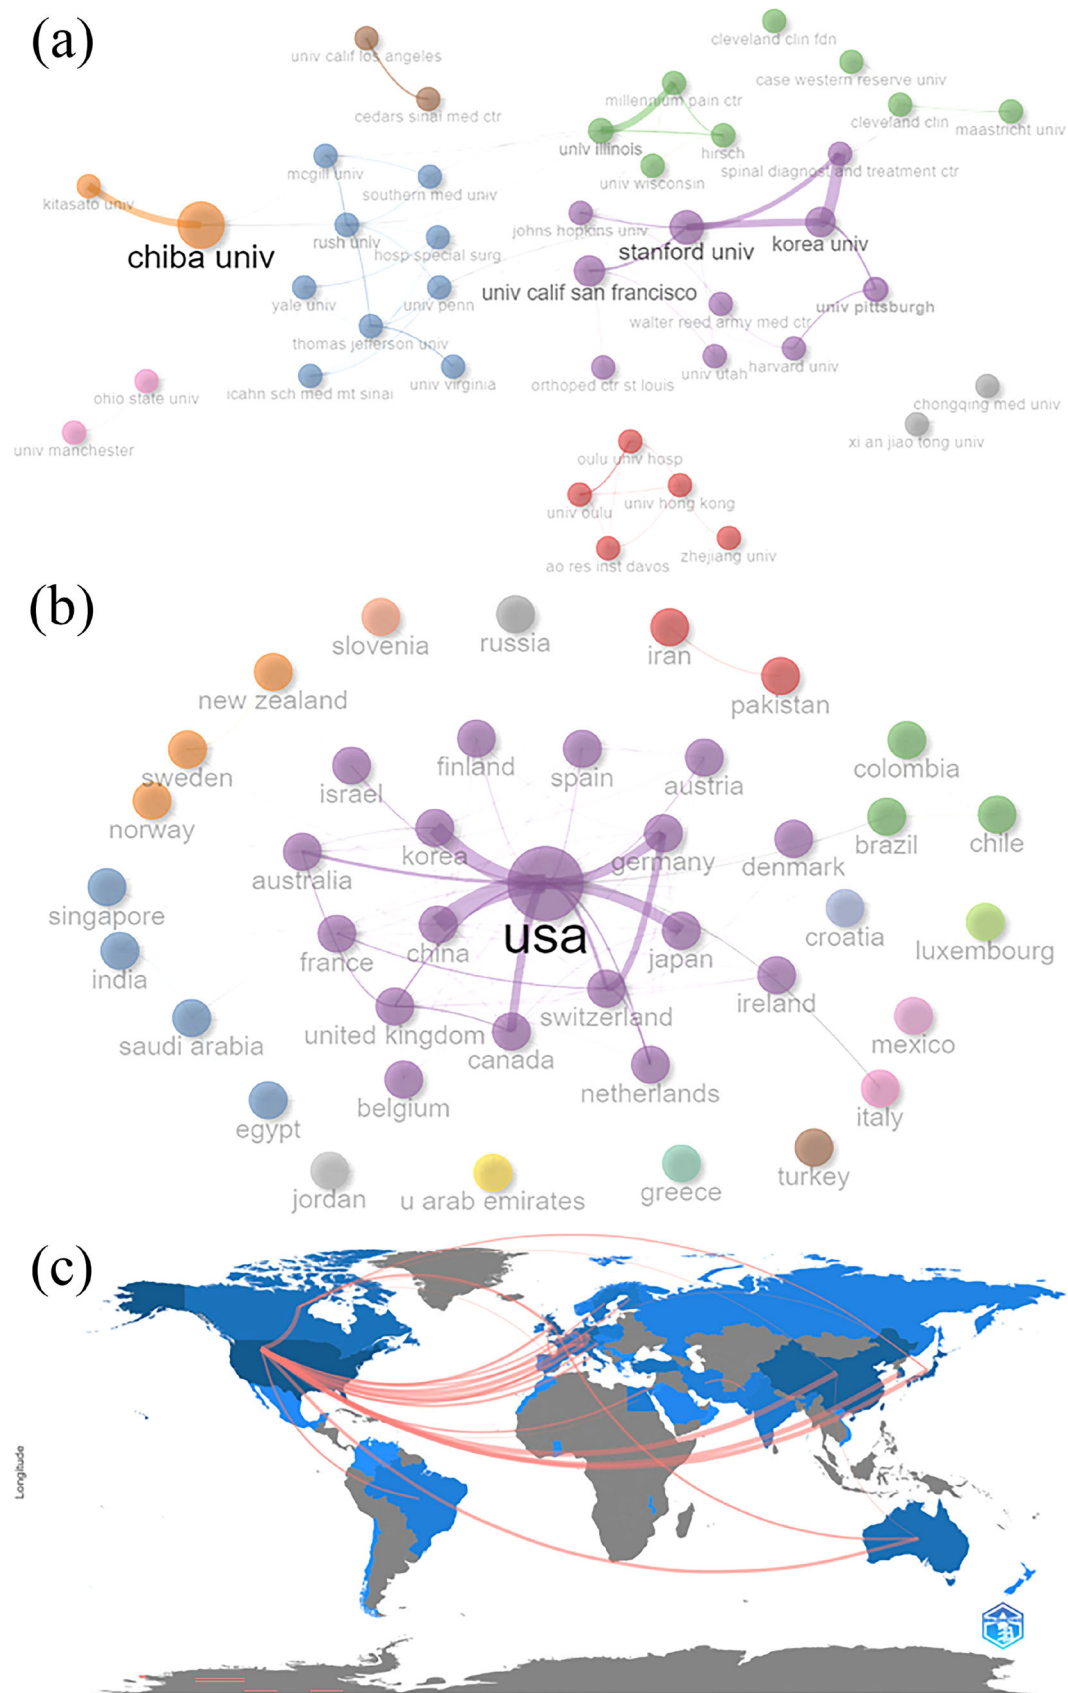 (a)
cleveland clin fdn
univ calif los angeles
case western reserve univ
millennium pain ctr
cedars sinai med ctr
cleveland clin
maastricht univ
univ illinois
hirsch
mcgill univ
spinal diagnost and treatment ctr
univ wisconsin
southern med univ
kitasato univ
johns hopkins univ
rush univ
stanford univ
korea univ
hosp special surg
chiba univ
univ calif san francisco
yale univ
univ penn
univ pittsburgh
walter reed army med ctr
thomas jefferson univ
harvard univ
univ utah
orthoped ctr st louis
univ virginia
icahn sch med mt sinai
ohio state univ
chongqing med univ
xi an jiao tong univ
univ manchester
oulu univ hosp
univ hong kong
univ oulu
zhejiang univ
ao res inst davos
(b)
slovenia
russia
iran
new zealand
pakistan
finland
spain
colombia
sweden
israel
austria
norway
brazil
chile
korea
germany
denmark
australia
singapore
usa
croatia
luxembourg
china
japan
france
india
ireland
switzerland
united kingdom
saudi arabia
mexico
canada
netherlands
belgium
italy
egypt
turkey
jordan
u arab emirates
greece
(c)
Longitude